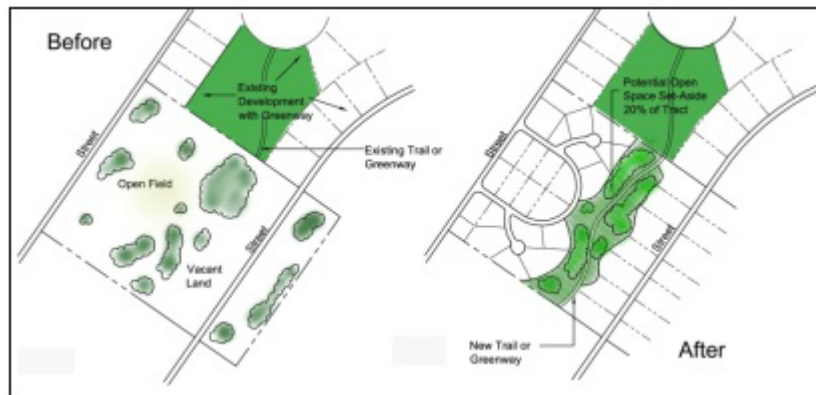 Before
Existing
Development
with Greenway
Existing Trail or
Greenway
Street
Open Field
Street
Vacant
Land
Potential Open
Space Set-Aside
20% of Tract
Street
Street
New Trail or
Greenway
After